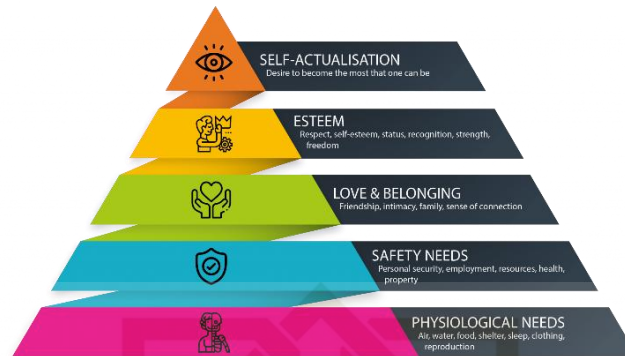 SELF-ACTUALISATION
Desire to become the most that one can be
ESTEEM
Respect, self-esteem, status, recognition, strength,
freedom
LOVE & BELONGING
Friendship, intimacy, family, sense of connection
SAFETY NEEDS
Personal security, employment, resources, health,
property
PHYSIOLOGICAL NEEDS
Air, water, food, shelter, sleep, clothing,
reproduction